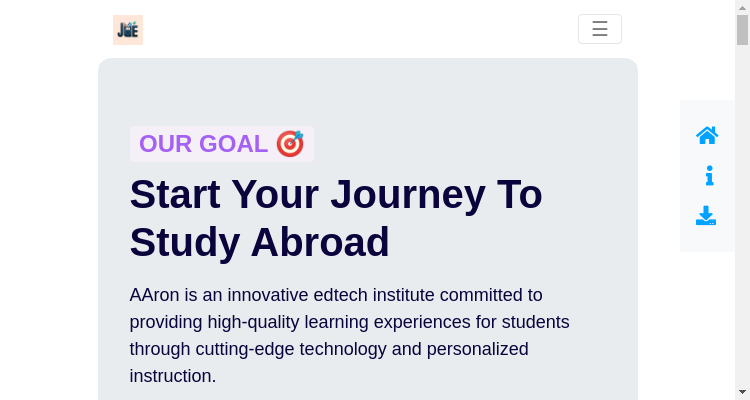 OUR GOAL 🎯
Start Your Journey To
Study Abroad
AAron is an innovative edtech institute committed to
providing high-quality learning experiences for students
through cutting-edge technology and personalized
instruction.